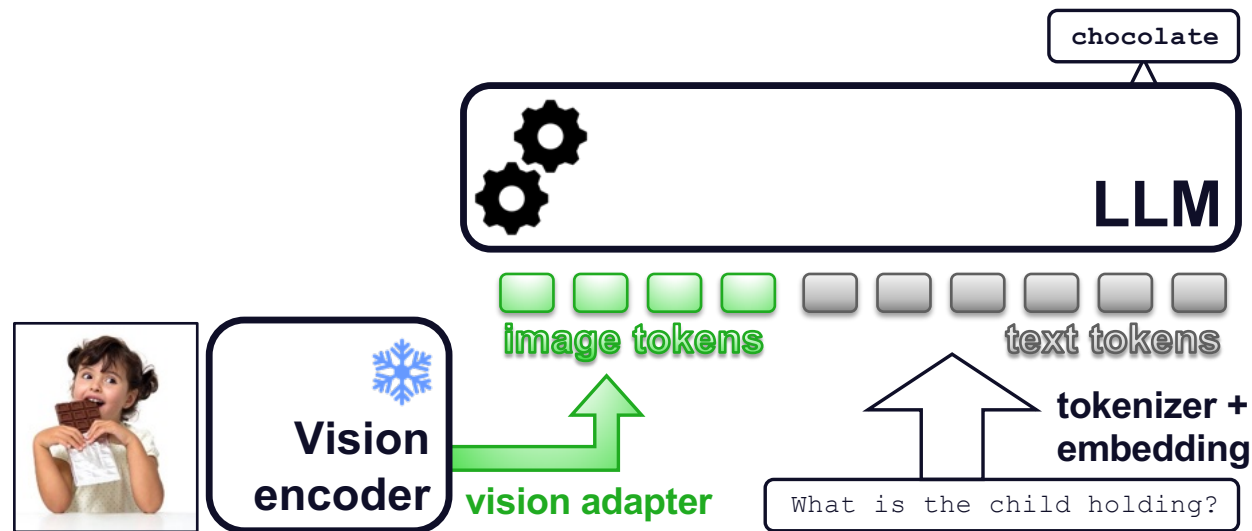 chocolate
LLM
image tokens
text tokens
Vision
encoder
vision adapter
tokenizer +
embedding
What is the child holding?